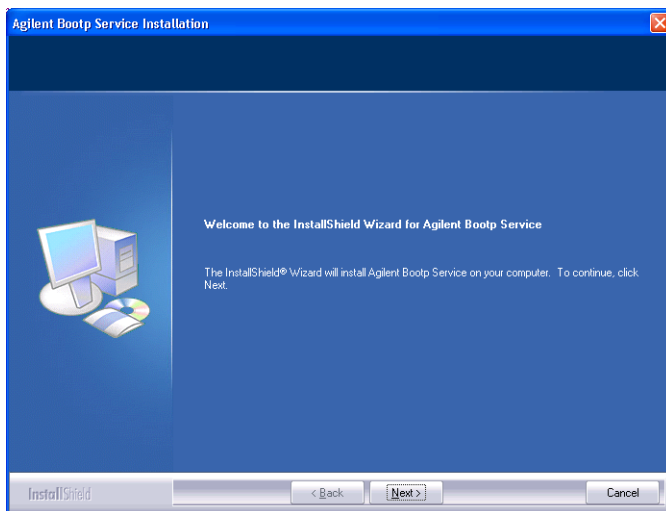 Agilent Bootp Service Installation
Welcome to the InstallShield Wizard for Agilent Bootp Service
The InstallShield® Wizard will install Agilent Bootp Service on your computer. To continue, click
Next.
InstallShield
< Back
Next >
Cancel